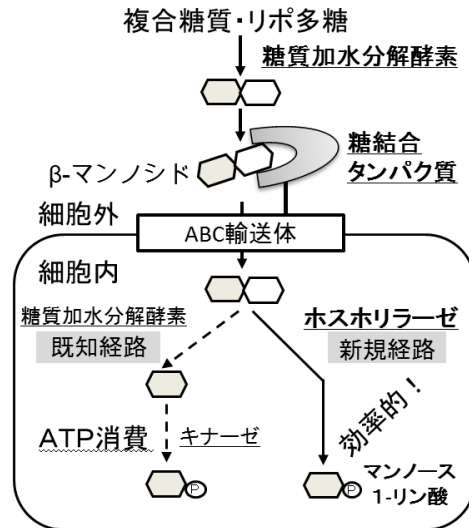 複合糖質・リポ多糖
糖質加水分解酵素
糖結合
タンパク質
β-マンノシド
細胞外
ABC輸送体
細胞内
糖質加水分解酵素
既知経路
ホスホリラーゼ
新規経路
ATP消費
キナーゼ
効率的！
P
P
マンノース
1-リン酸